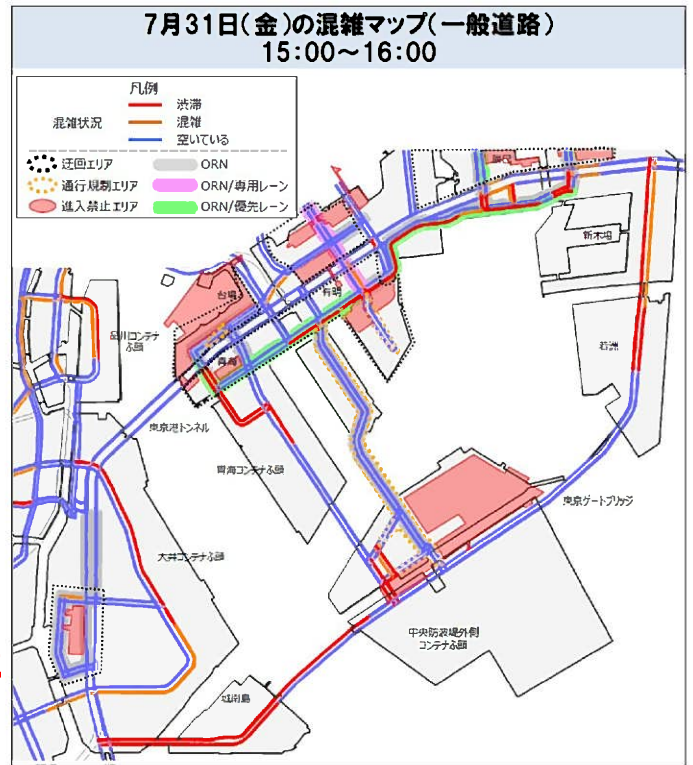 7月31日(金)の混雑マップ(一般道路)
15:00～16:00
凡例
混雑状況
渋滞
混雑
空いている
迂回エリア
ORN
通行規制エリア
ORN/専用レーン
進入禁止エリア
ORN/優先レーン
辰巳
新木場
台場
有明
品川コンテナ
ふ頭
若洲
青海
東京港トンネル
青海コンテナふ頭
東京ゲートブリッジ
大井コンテナふ頭
中央防波堤外側
コンテナふ頭
城南島